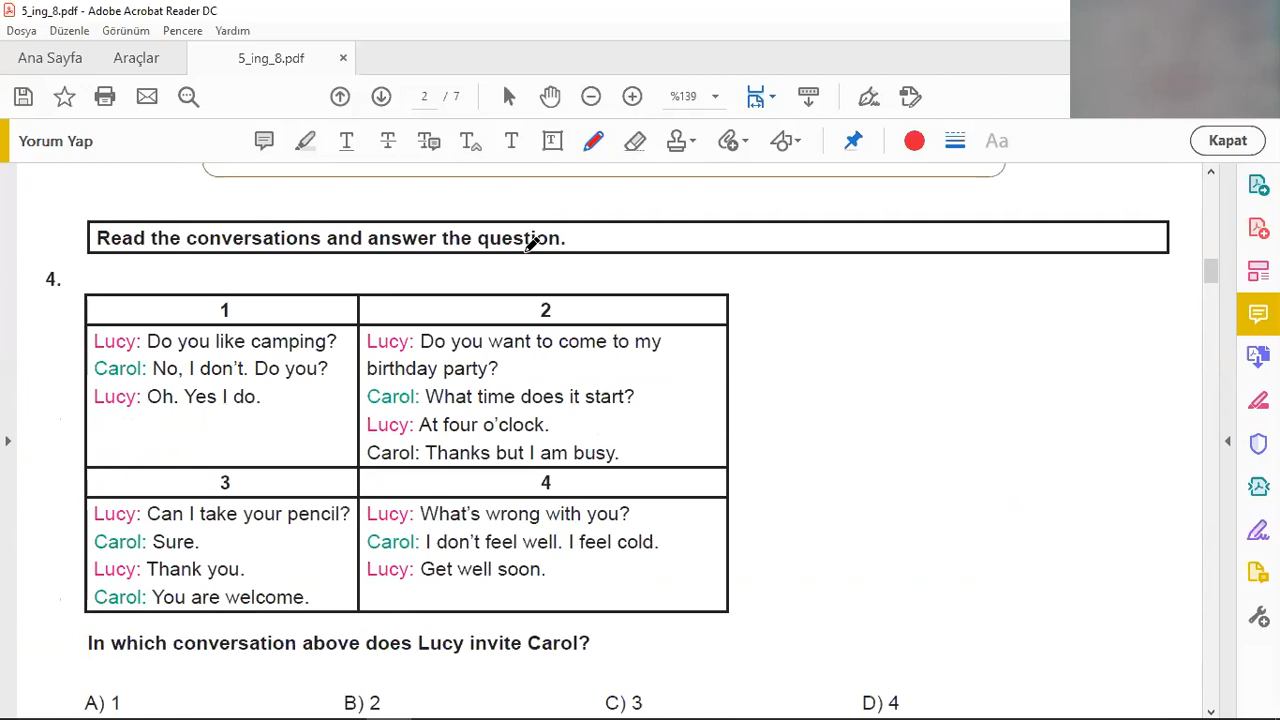 5_ing_8.pdf - Adobe Acrobat Reader DC
Dosya Düzenle Görünüm Pencere Yardım
Ana Sayfa Araçlar 5_ing_8.pdf ×
2 / 7 %139
Yorum Yap T T T T T T Aa Kapat
Read the conversations and answer the question.
4.
1 2
Lucy: Do you like camping?
Carol: No, I don't. Do you?
Lucy: Oh. Yes I do.
Lucy: Do you want to come to my
birthday party?
Carol: What time does it start?
Lucy: At four o'clock.
Carol: Thanks but I am busy.
3 4
Lucy: Can I take your pencil?
Carol: Sure.
Lucy: Thank you.
Carol: You are welcome.
Lucy: What's wrong with you?
Carol: I don't feel well. I feel cold.
Lucy: Get well soon.
In which conversation above does Lucy invite Carol?
A) 1 B) 2 C) 3 D) 4